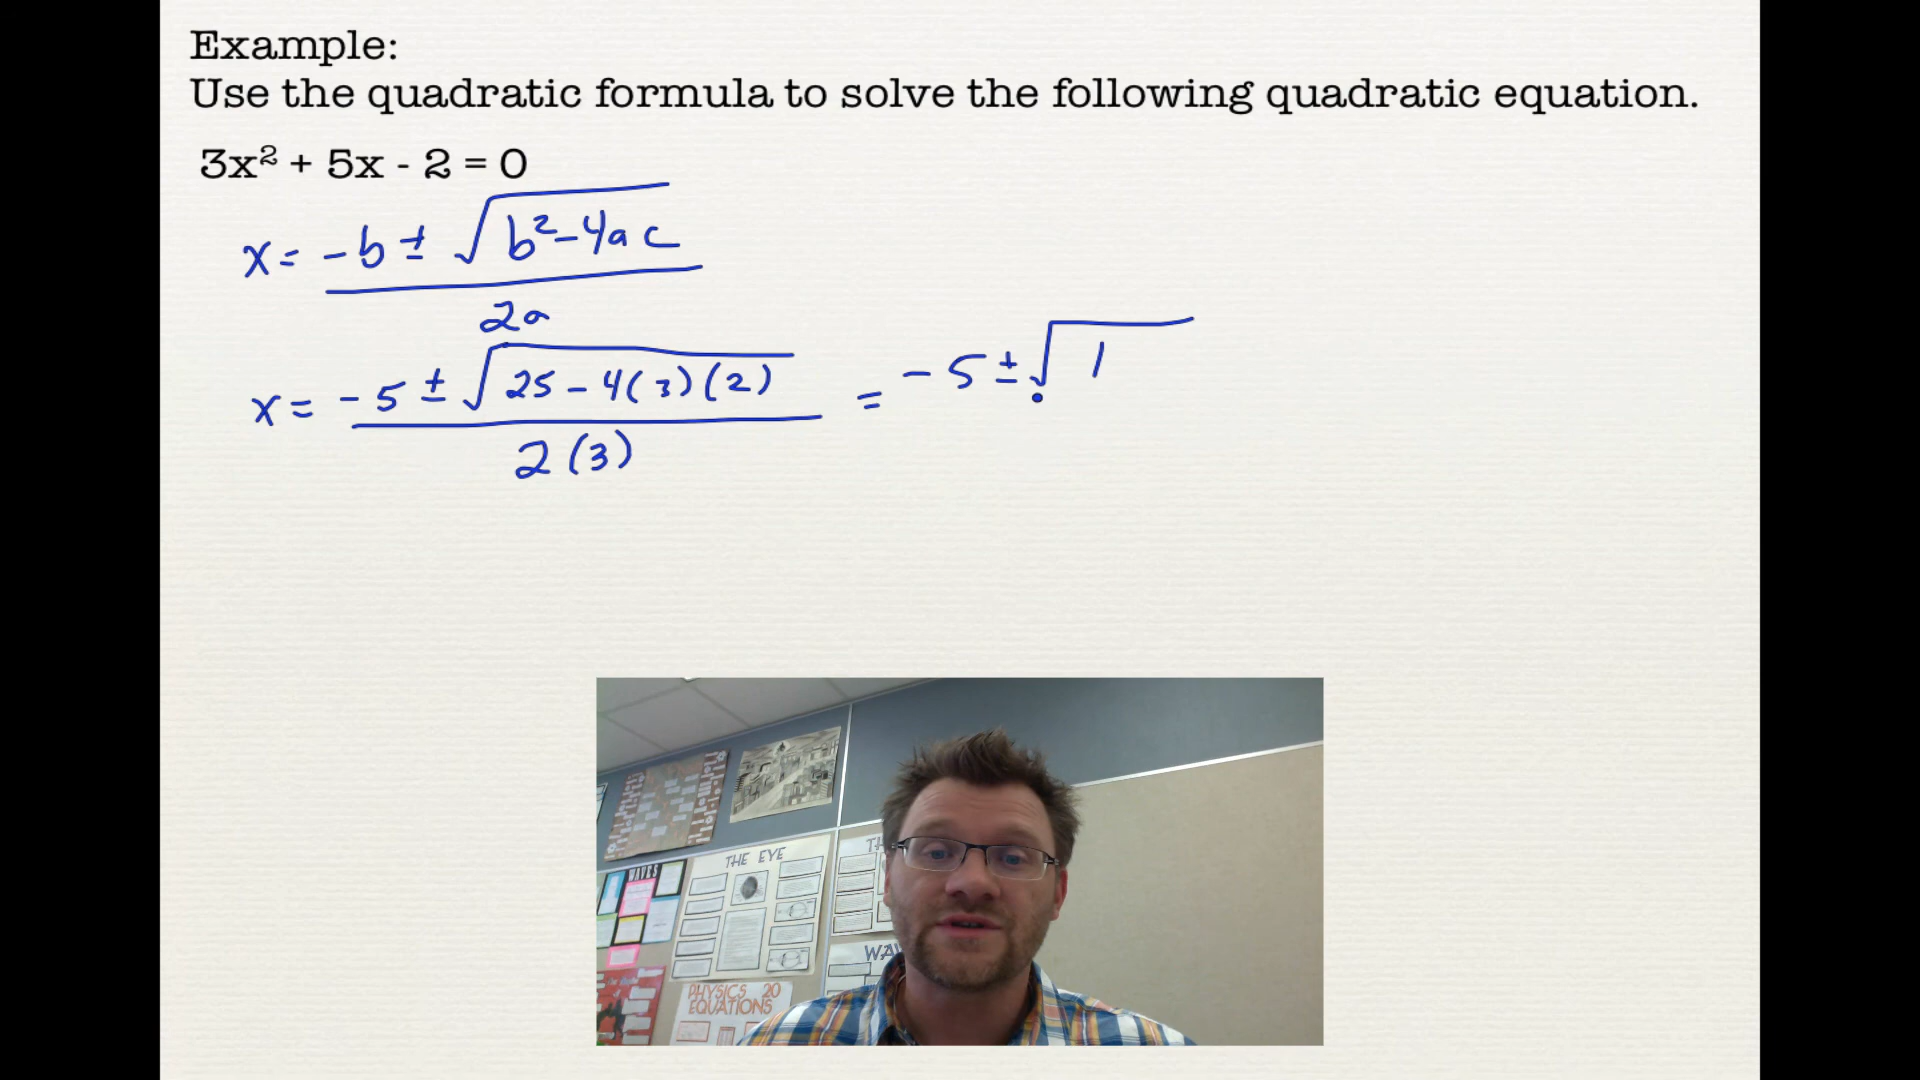 Example:
Use the quadratic formula to solve the following quadratic equation.
3x² + 5x - 2 = 0
x = -b ± √(b²-4ac)
2a
x = -5 ± √(25 - 4(3)(2)) = -5 ± √1
2(3)
THE EYE
WAVES
PHYSICS 20
EQUATIONS